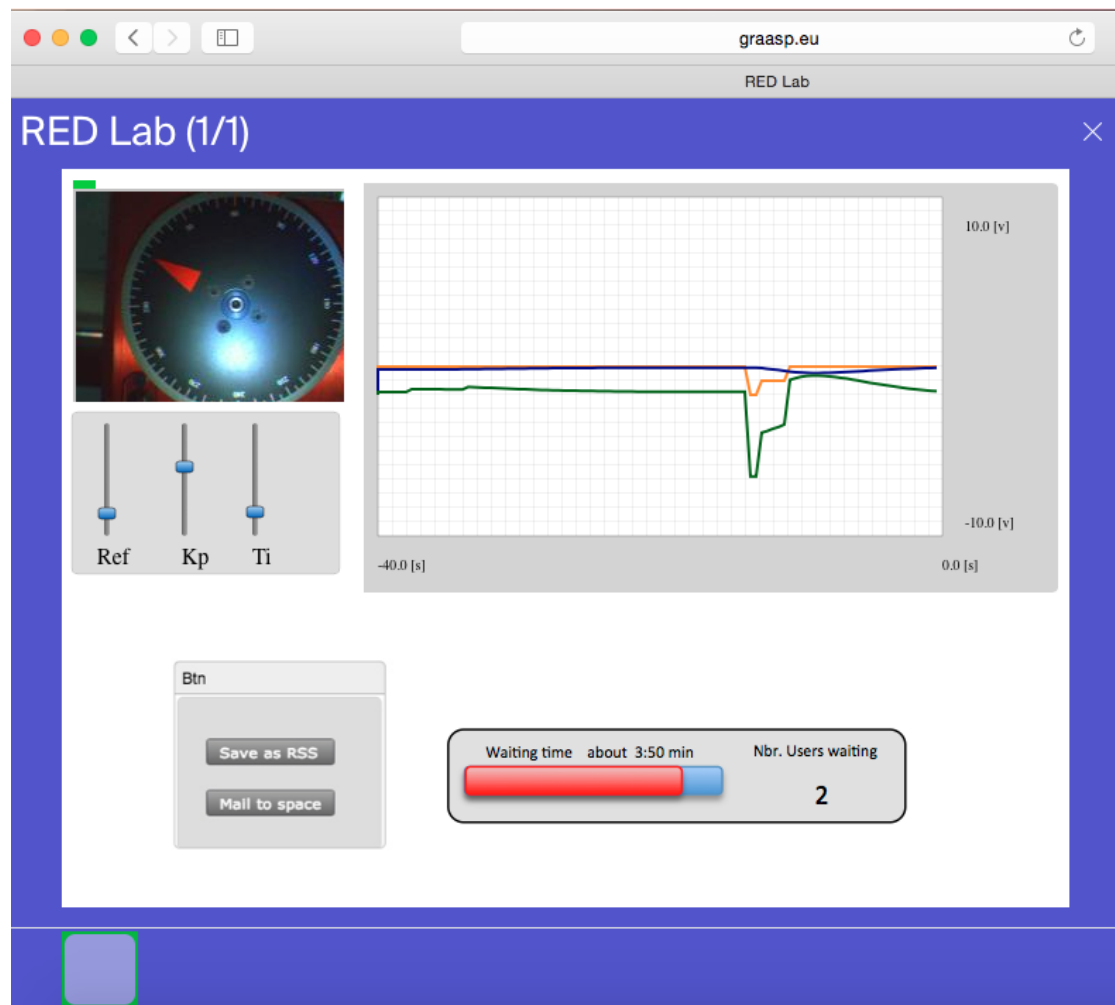 graasp.eu
RED Lab
RED Lab (1/1)
10.0 [v]
-10.0 [v]
-40.0 [s]
0.0 [s]
Ref Kp Ti
Btn
Save as RSS
Mail to space
Waiting time about 3:50 min
Nbr. Users waiting
2